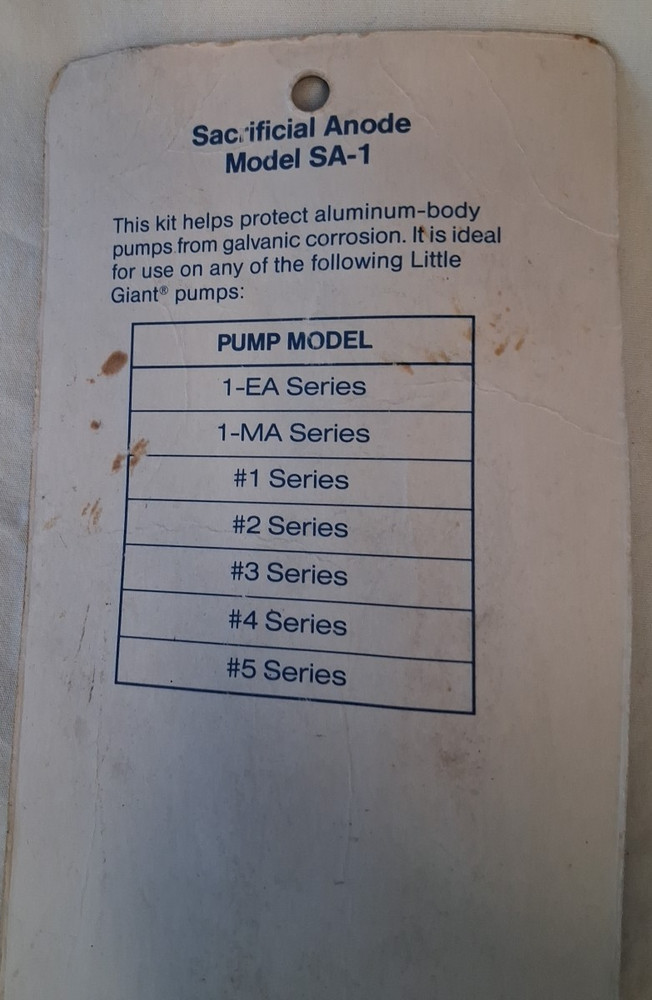 Sacrificial Anode
Model SA-1
This kit helps protect aluminum-body
pumps from galvanic corrosion. It is ideal
for use on any of the following Little
Giant® pumps:
PUMP MODEL
1-EA Series
1-MA Series
#1 Series
#2 Series
#3 Series
#4 Series
#5 Series